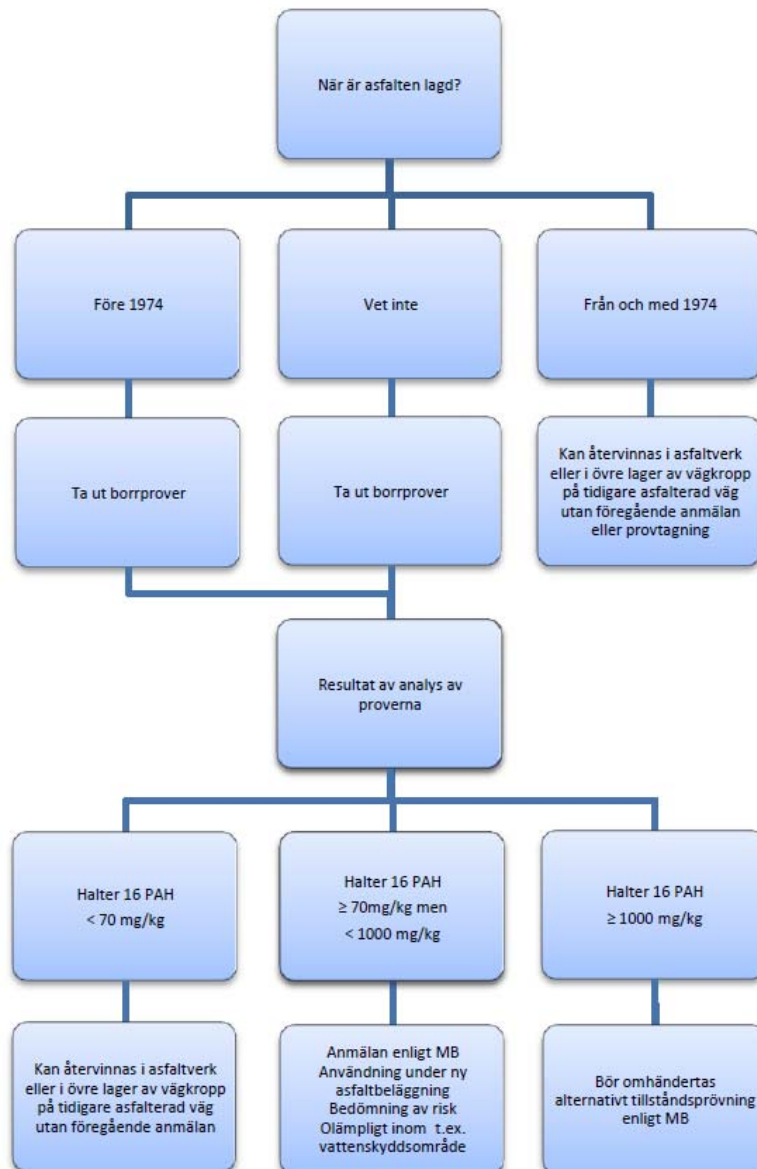 När är asfalten lagd?
Före 1974
Vet inte
Från och med 1974
Ta ut borrprover
Ta ut borrprover
Kan återvinnas i asfaltverk
eller i övre lager av vägkropp
på tidigare asfalterad väg
utan föregående anmälan
eller provtagning
Resultat av analys av
proverna
Halter 16 PAH
< 70 mg/kg
Halter 16 PAH
≥ 70mg/kg men
< 1000 mg/kg
Halter 16 PAH
≥ 1000 mg/kg
Kan återvinnas i asfaltverk
eller i övre lager av vägkropp
på tidigare asfalterad väg
utan föregående anmälan
Anmälan enligt MB
Användning under ny
asfaltbeläggning
Bedömning av risk
Olämpligt inom t.ex.
vattenskyddsområde
Bör omhändertas
alternativt tillståndsprövning
enligt MB